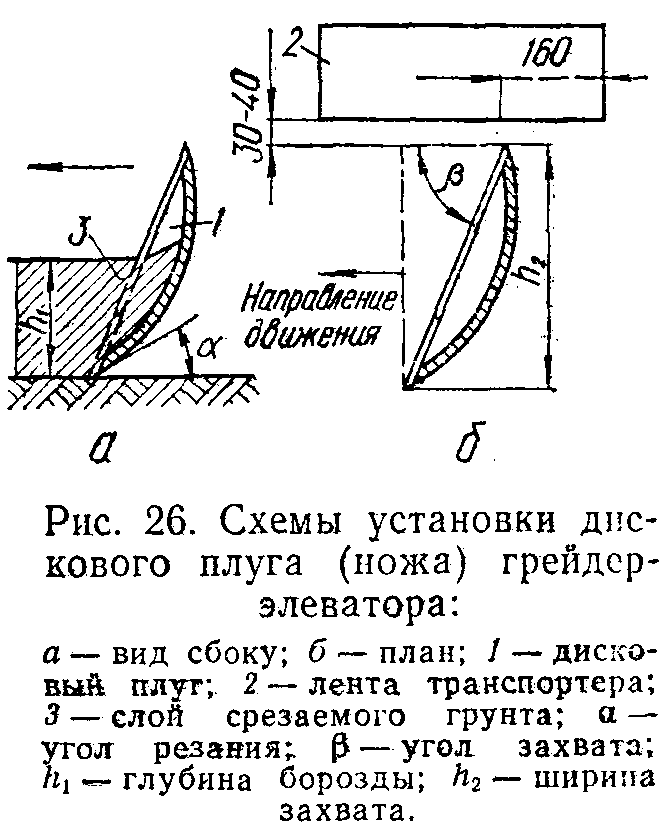 2
160
30-40
β
1
3
h₁
h₂
α
Направление
движения
а
б
Рис. 26. Схемы установки дис-
кового плуга (ножа) грейдер-
элеватора:
а — вид сбоку; б — план; 1 — диско-
вый плуг; 2 — лента транспортера;
3 — слой срезаемого грунта; α —
угол резания; β — угол захвата;
h₁ — глубина борозды; h₂ — ширина
захвата.